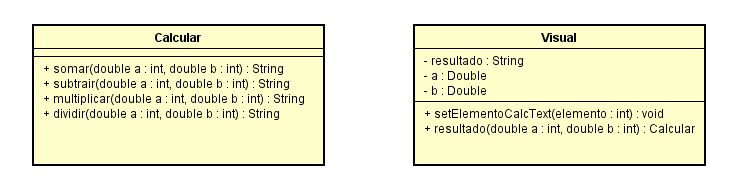 Calcular
+ somar(double a : int, double b : int) : String
+ subtrair(double a : int, double b : int) : String
+ multiplicar(double a : int, double b : int) : String
+ dividir(double a : int, double b : int) : String
Visual
- resultado : String
- a : Double
- b : Double
+ setElementoCalcText(elemento : int) : void
+ resultado(double a : int, double b : int) : Calcular